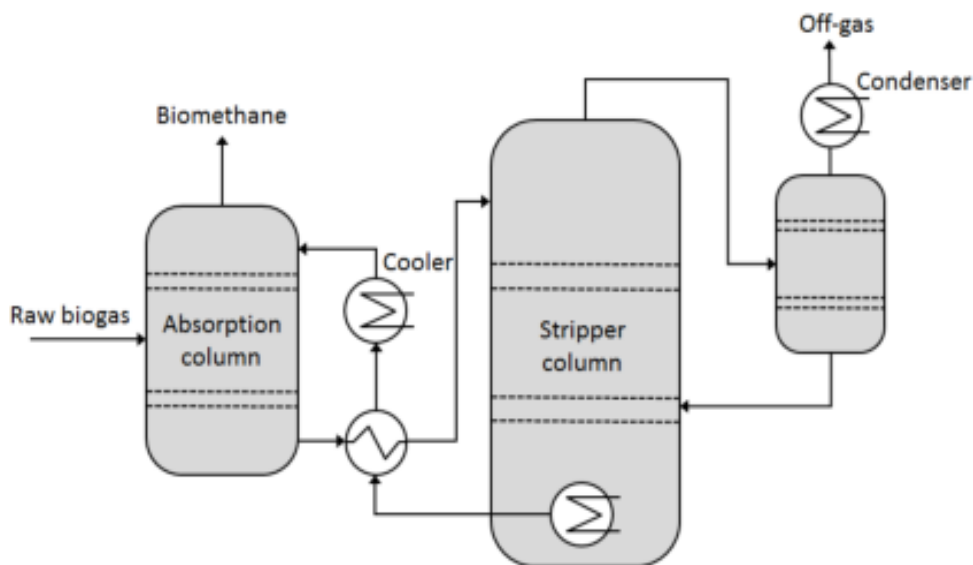 Off-gas
Condenser
Biomethane
Cooler
Raw biogas
Absorption
column
Stripper
column